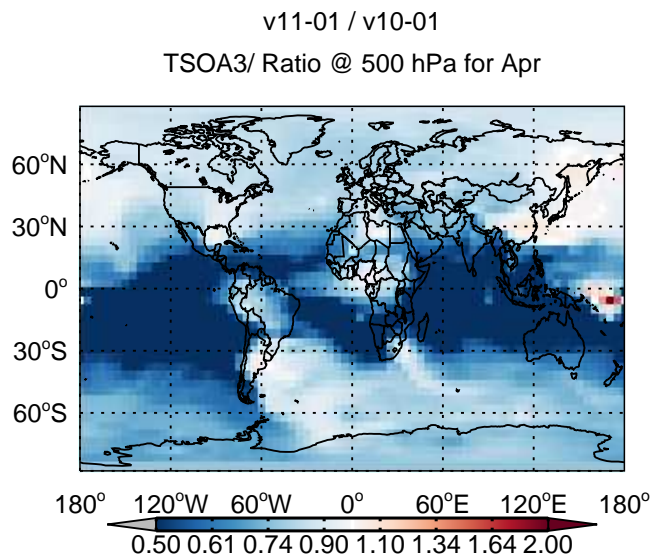 v11-01 / v10-01
TSOA3/ Ratio @ 500 hPa for Apr
60°N
30°N
0°
30°S
60°S
180° 120°W 60°W 0° 60°E 120°E 180°
0.50 0.61 0.74 0.90 1.10 1.34 1.64 2.00